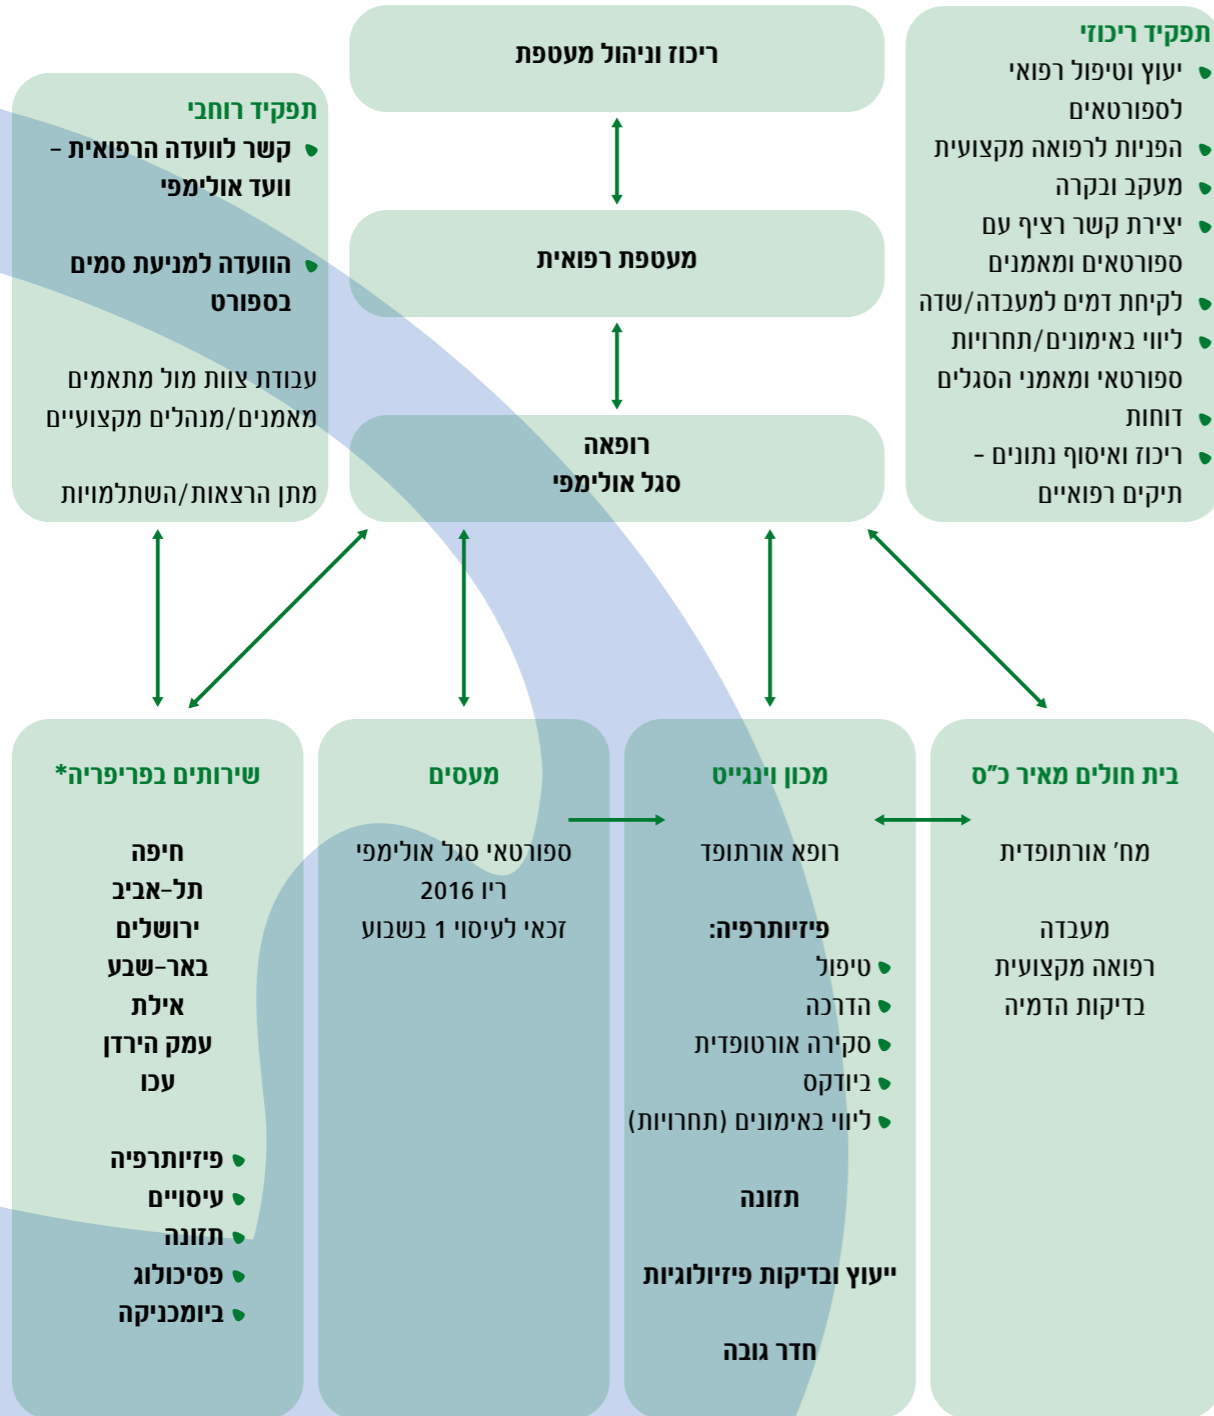 ריכוז וניהול מעטפת
מעטפת רפואית
רופאה
סגל אולימפי
תפקיד ריכוזי
יעוץ וטיפול רפואי
לספורטאים
הפניות לרפואה מקצועית
מעקב ובקרה
יצירת קשר רציף עם
ספורטאים ומאמנים
לקיחת דמים למעבדה/שדה
ליווי באימונים/תחרויות
ספורטאי ומאמני הסגלים
דוחות
ריכוז ואיסוף נתונים -
תיקים רפואיים
תפקיד רוחבי
קשר לוועדה הרפואית -
וועד אולימפי
הוועדה למניעת סמים
בספורט
עבודת צוות מול מתאמים
מאמנים/מנהלים מקצועיים
מתן הרצאות/השתלמויות
בית חולים מאיר כ"ס
מח' אורתופדית
מעבדה
רפואה מקצועית
בדיקות הדמיה
מכון וינגייט
רופא אורתופד
פיזיותרפיה:
טיפול
הדרכה
סקירה אורטופדית
ביודקס
ליווי באימונים (תחרויות)
תזונה
ייעוץ ובדיקות פיזיולוגיות
חדר גובה
מעסים
ספורטאי סגל אולימפי
ריו 2016
זכאי לעיסוי 1 בשבוע
שירותים בפריפריה*
חיפה
תל-אביב
ירושלים
באר-שבע
אילת
עמק הירדן
עכו
פיזיותרפיה
עיסויים
תזונה
פסיכולוג
ביומכניקה